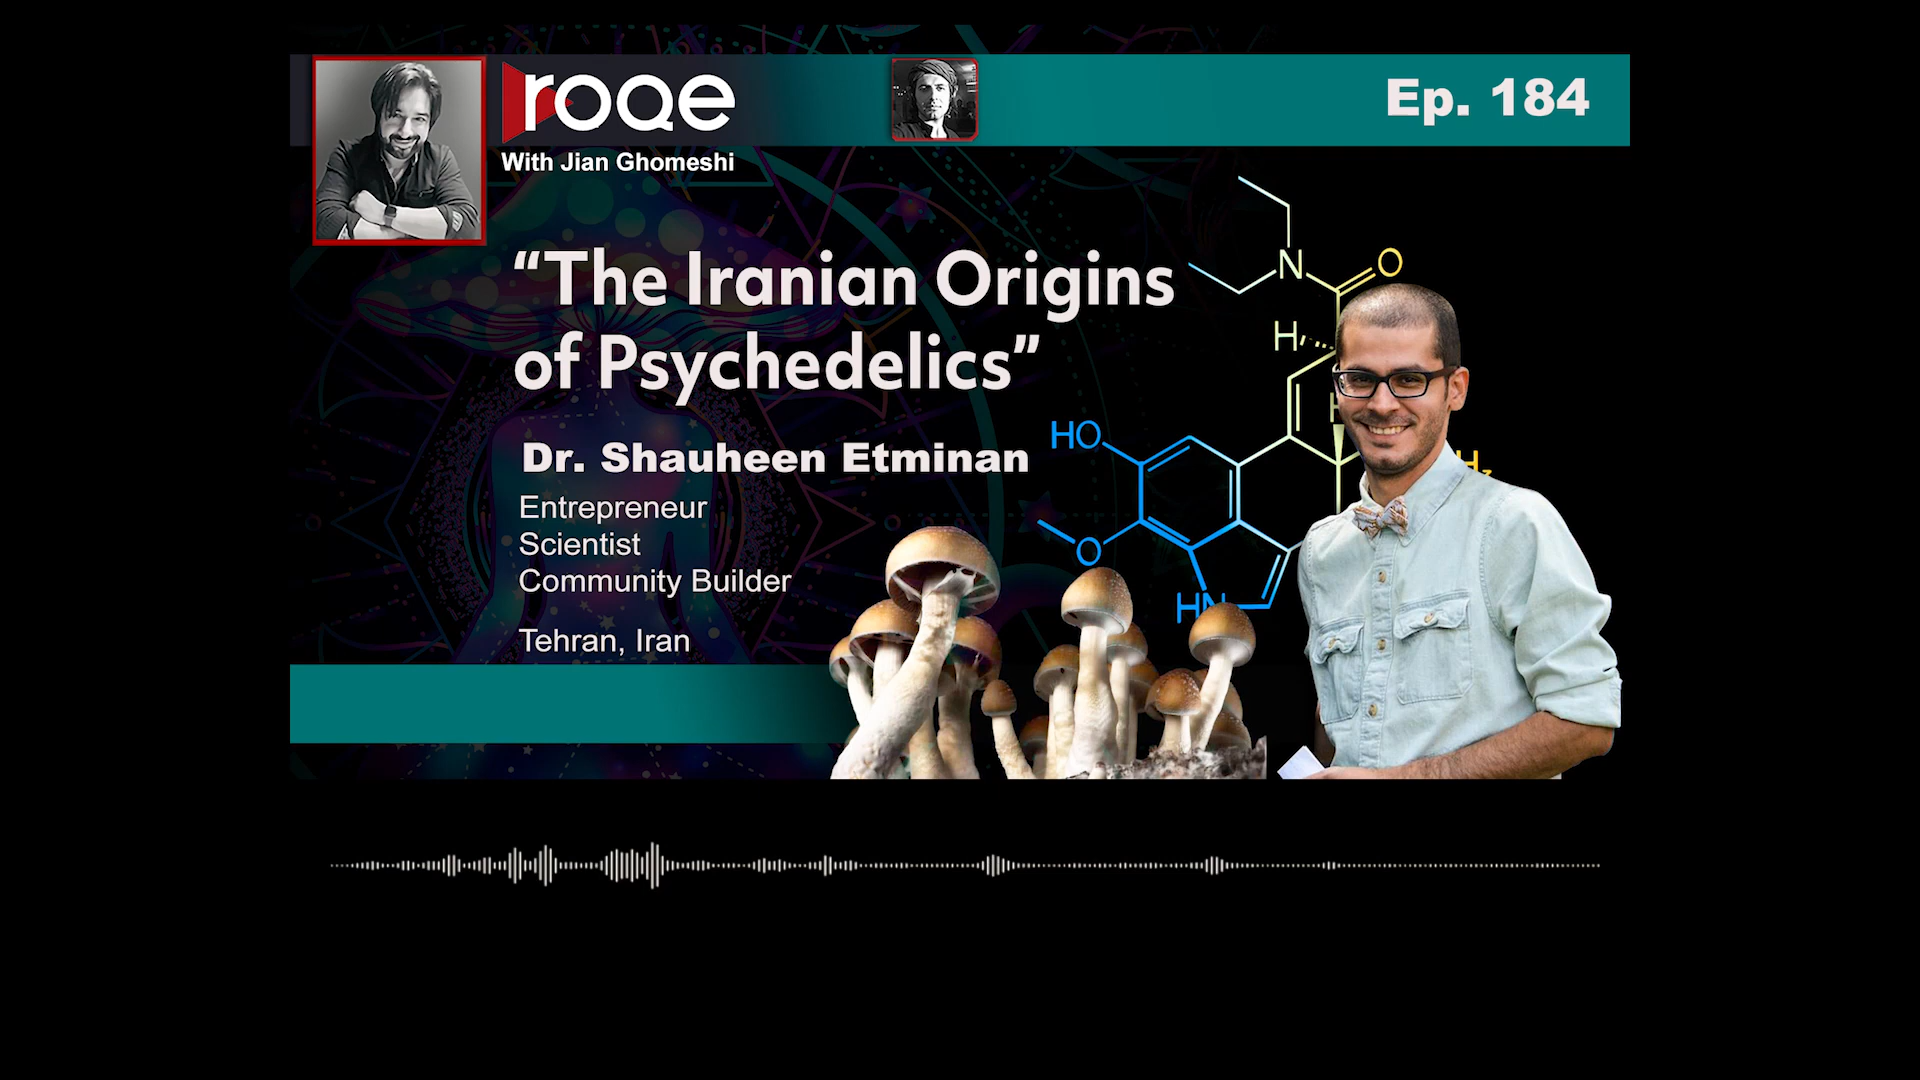 roqe
With Jian Ghomeshi
Ep. 184
“The Iranian Origins
of Psychedelics”
Dr. Shauheen Etminan
Entrepreneur
Scientist
Community Builder
Tehran, Iran
N
O
H
HO
O
HN